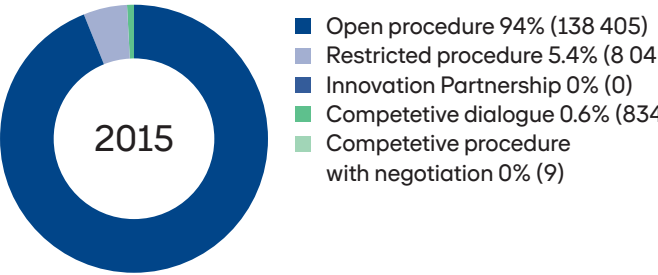 2015
Open procedure 94% (138 405)
Restricted procedure 5.4% (8 04
Innovation Partnership 0% (0)
Competetive dialogue 0.6% (834
Competetive procedure
with negotiation 0% (9)